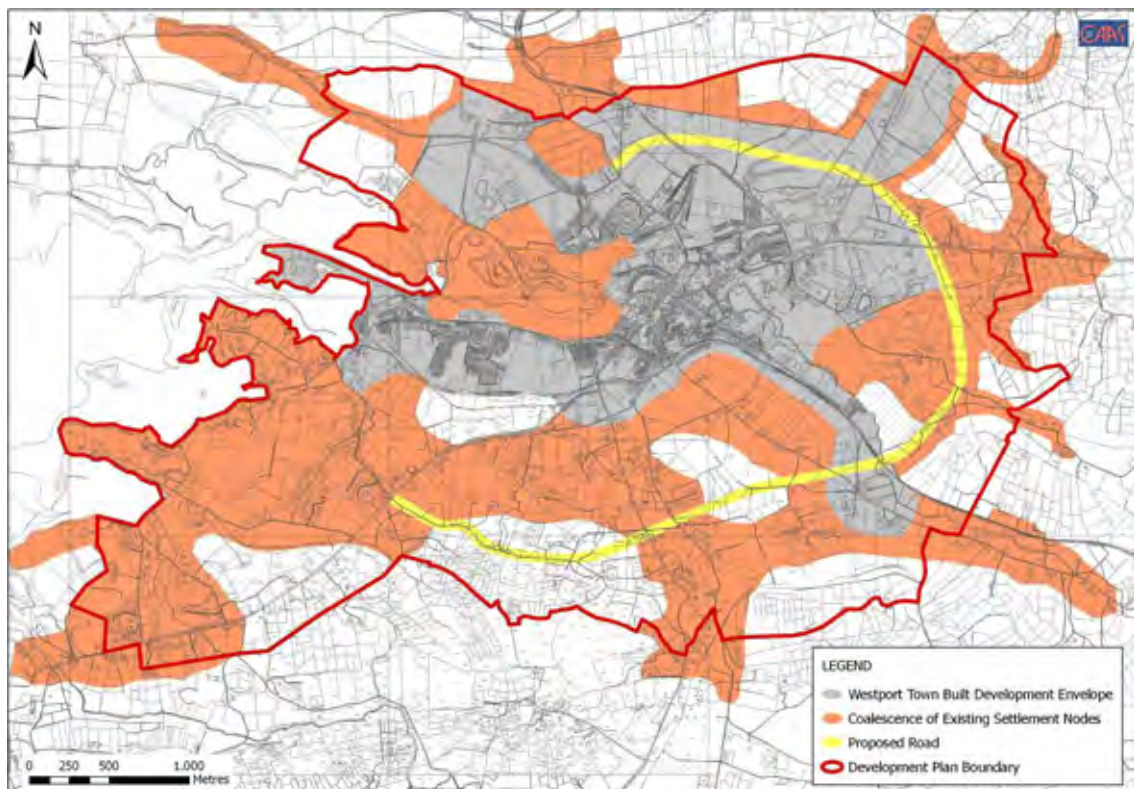 N
CAAS
LEGEND
Westport Town Built Development Envelope
Coalescence of Existing Settlement Nodes
Proposed Road
Development Plan Boundary
0 250 500 1,000
Metres